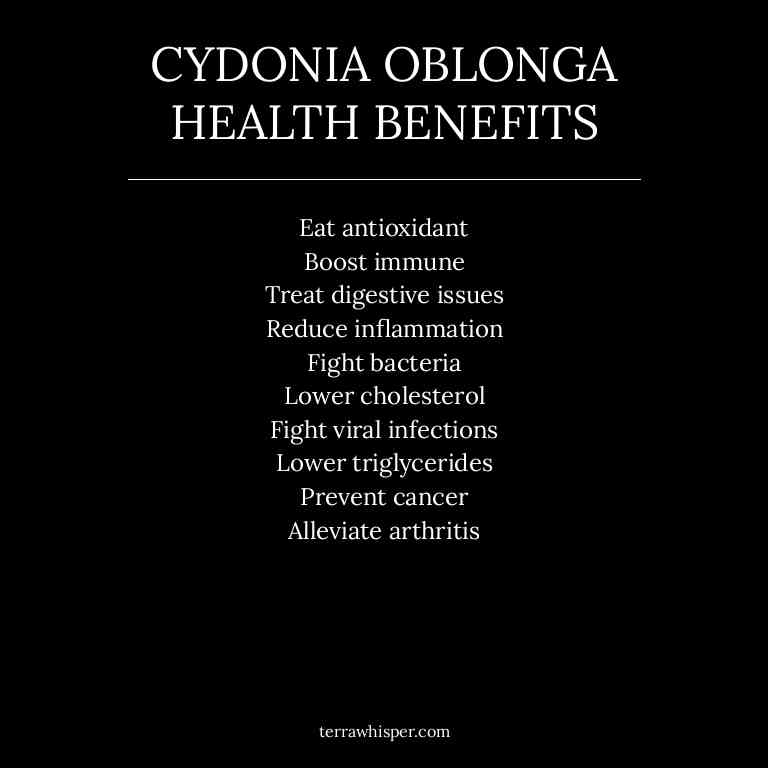 CYDONIA OBLONGA
HEALTH BENEFITS
Eat antioxidant
Boost immune
Treat digestive issues
Reduce inflammation
Fight bacteria
Lower cholesterol
Fight viral infections
Lower triglycerides
Prevent cancer
Alleviate arthritis
terrawhisper.com